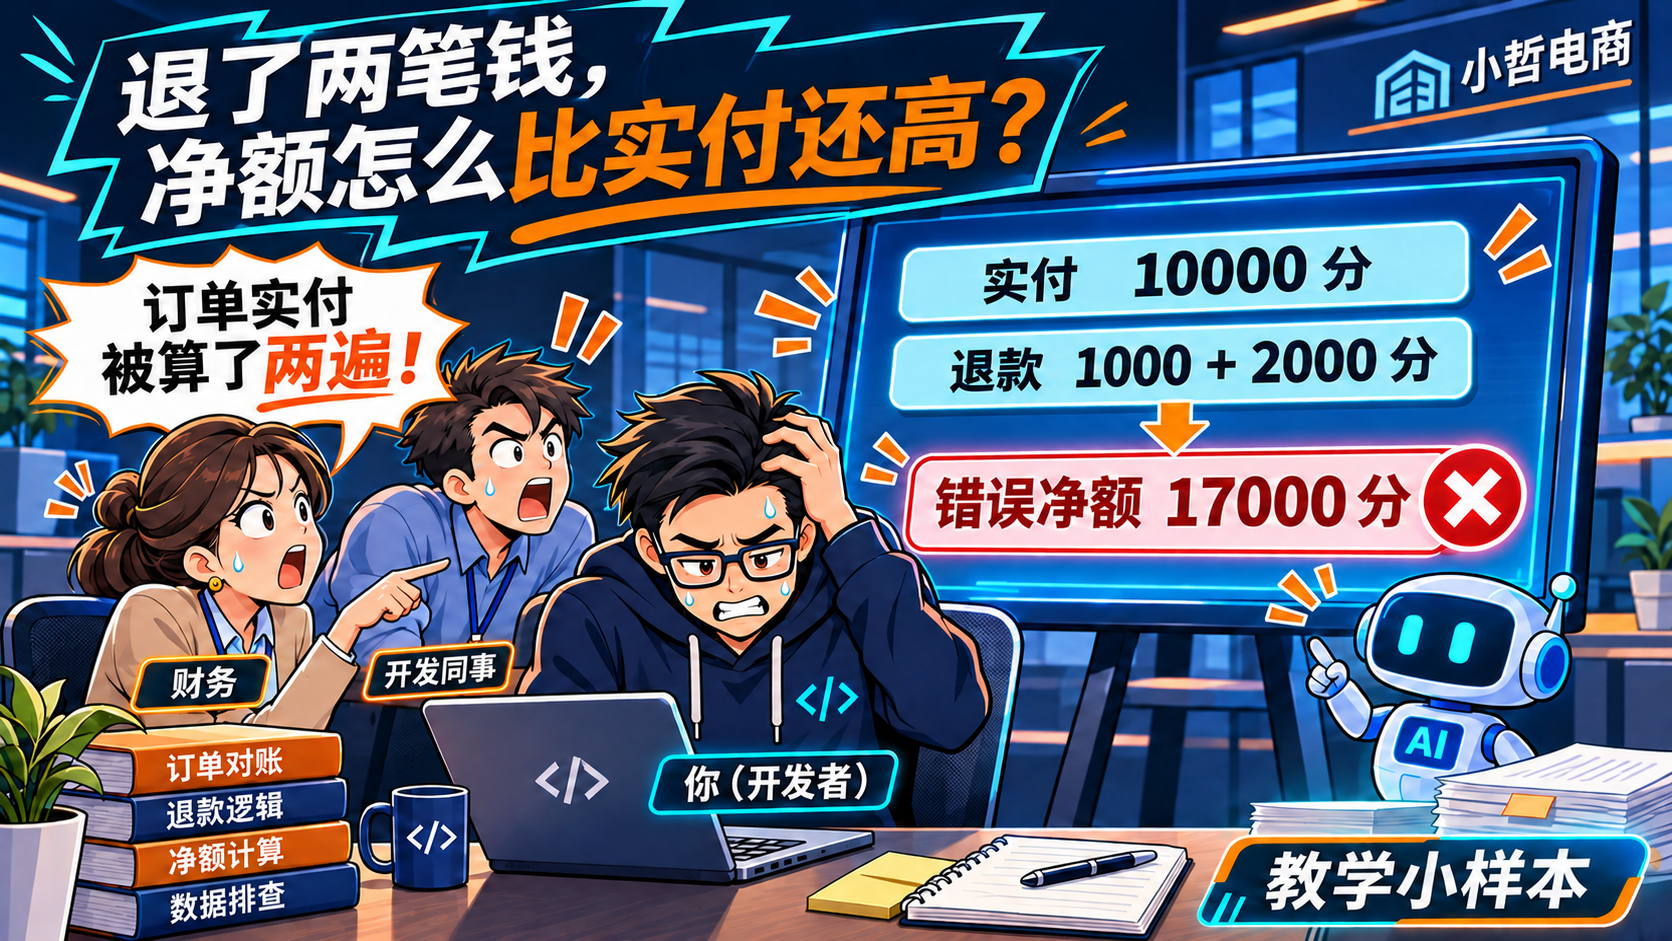 退了两笔钱，
净额怎么比实付还高？
小哲电商
订单实付
被算了两遍！
实付 10000 分
退款 1000 + 2000 分
错误净额 17000 分
财务
开发同事
你（开发者）
</>
</>
</>
AI
订单对账
退款逻辑
净额计算
数据排查
教学小样本